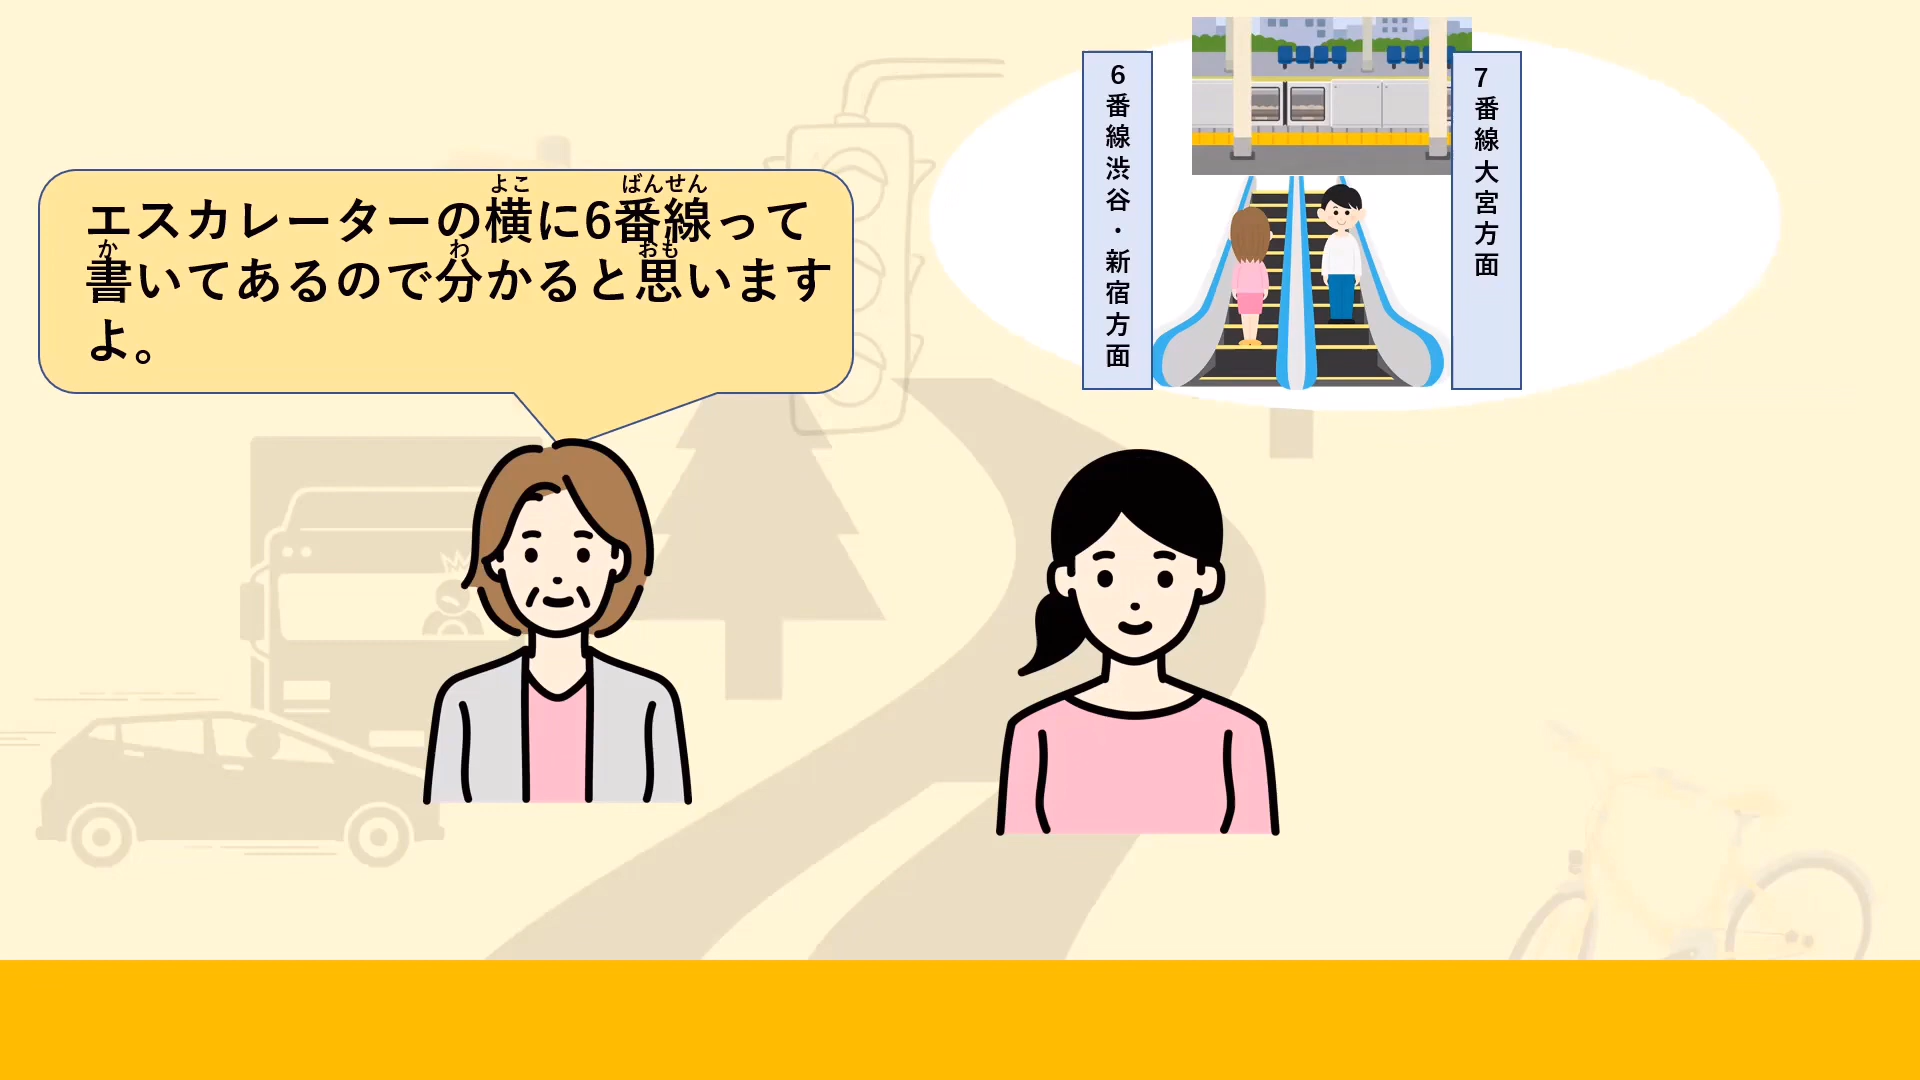 エスカレーターの横に6番線って
書いてあるので分かると思います
よ。
よこ
ばんせん
か
わ
おも
6番線渋谷・新宿方面
7番線大宮方面